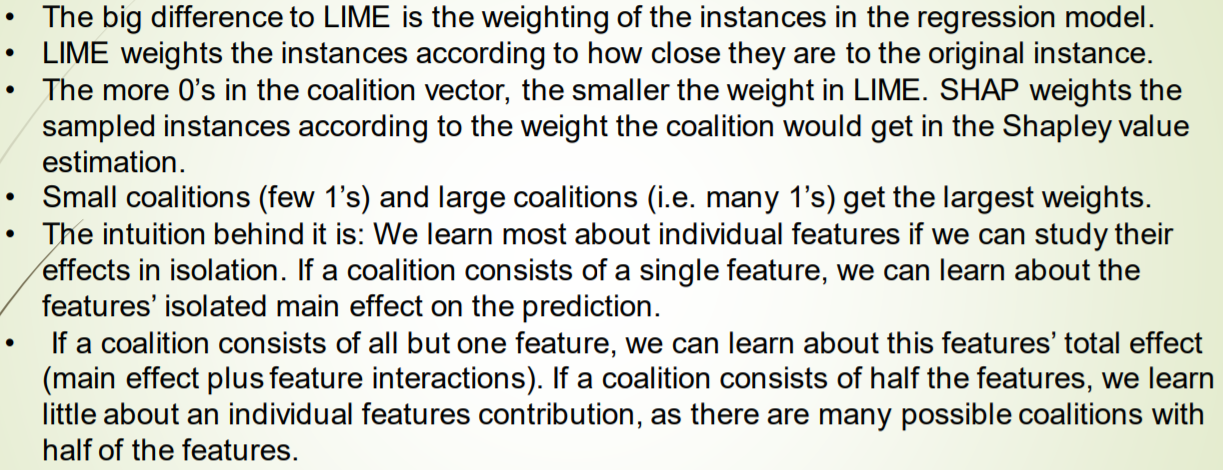 • The big difference to LIME is the weighting of the instances in the regression model.
• LIME weights the instances according to how close they are to the original instance.
• The more 0’s in the coalition vector, the smaller the weight in LIME. SHAP weights the
sampled instances according to the weight the coalition would get in the Shapley value
estimation.
• Small coalitions (few 1’s) and large coalitions (i.e. many 1’s) get the largest weights.
• The intuition behind it is: We learn most about individual features if we can study their
effects in isolation. If a coalition consists of a single feature, we can learn about the
features’ isolated main effect on the prediction.
• If a coalition consists of all but one feature, we can learn about this features’ total effect
(main effect plus feature interactions). If a coalition consists of half the features, we learn
little about an individual features contribution, as there are many possible coalitions with
half of the features.